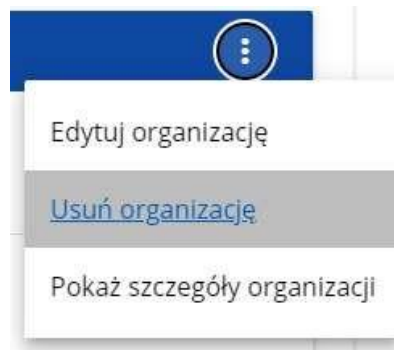 Edytuj organizację
Usuń organizację
Pokaż szczegóły organizacji